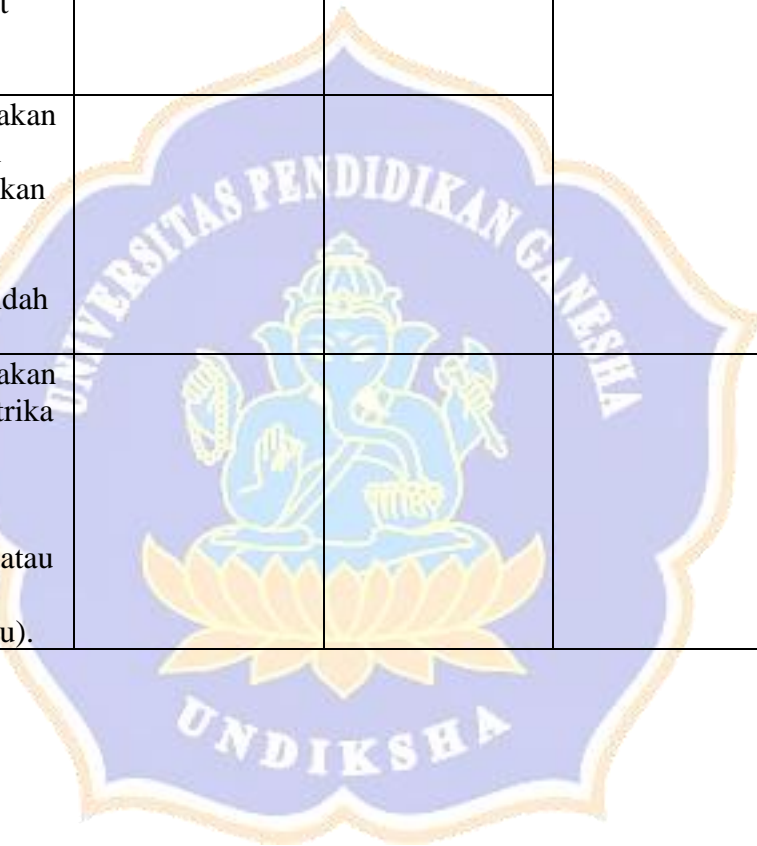 t
akan
kan
dah
akan
trika
atau
u).
UNIVERSITAS PENDIDIKAN GANESHA
UNDIKSHA